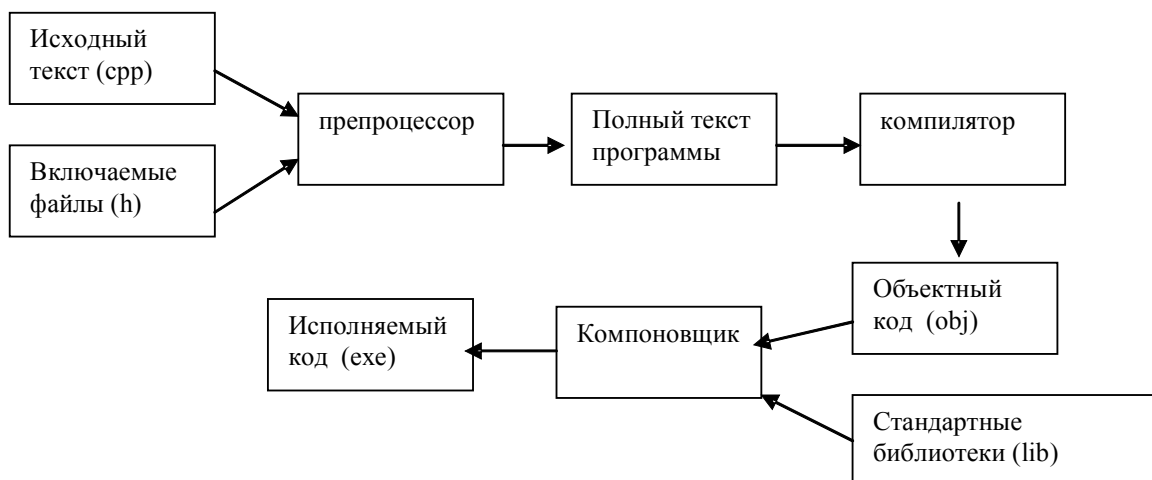 Исходный
текст (cpp)
Включаемые
файлы (h)
препроцессор
Полный текст
программы
компилятор
Объектный
код (obj)
Стандартные
библиотеки (lib)
Компоновщик
Исполняемый
код (exe)